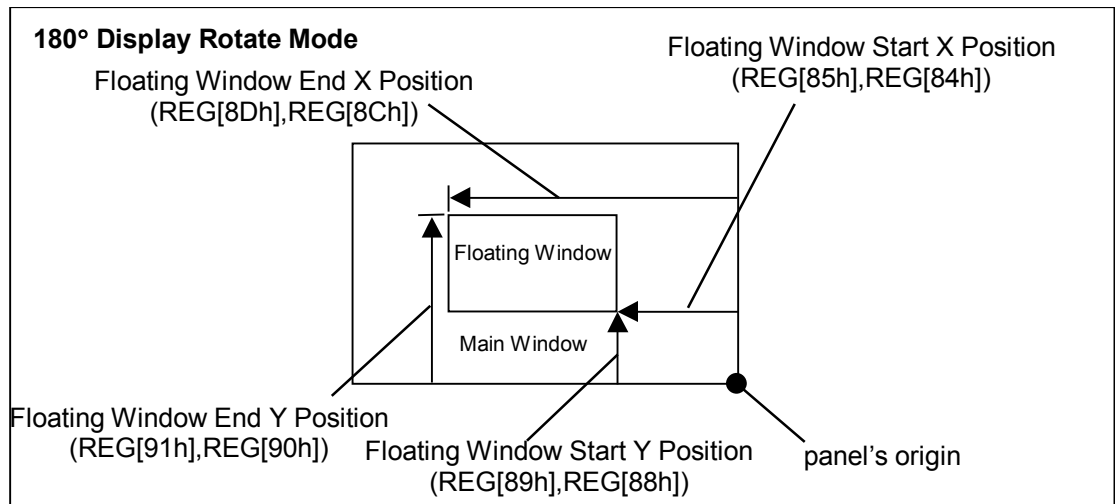 180° Display Rotate Mode
Floating Window Start X Position
(REG[85h],REG[84h])
Floating Window End X Position
(REG[8Dh],REG[8Ch])
Floating Window
Main Window
Floating Window End Y Position
(REG[91h],REG[90h])
Floating Window Start Y Position
(REG[89h],REG[88h])
panel's origin